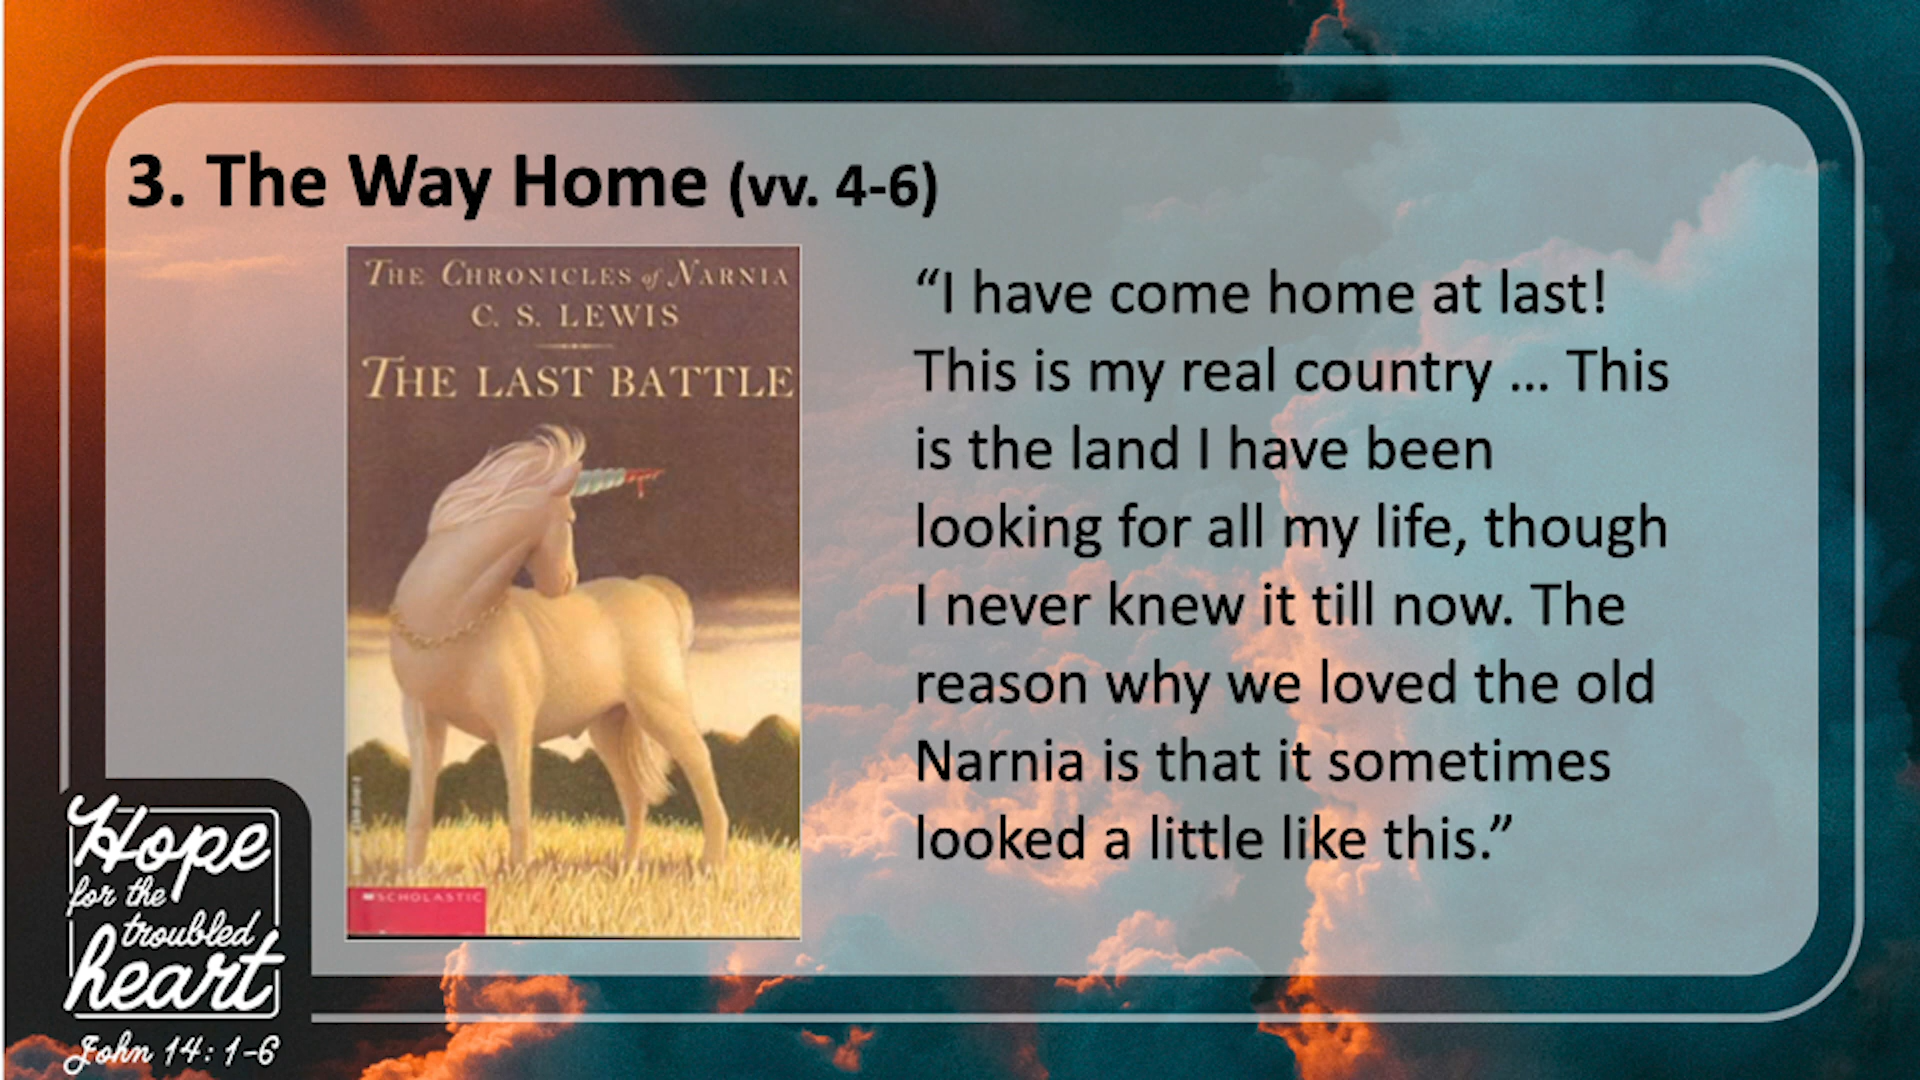 3. The Way Home (vv. 4-6)
THE CHRONICLES of NARNIA
C. S. LEWIS
THE LAST BATTLE
SCHOLASTIC
“I have come home at last!
This is my real country ... This
is the land I have been
looking for all my life, though
I never knew it till now. The
reason why we loved the old
Narnia is that it sometimes
looked a little like this.”
Hope
for the
troubled
heart
John 14: 1-6